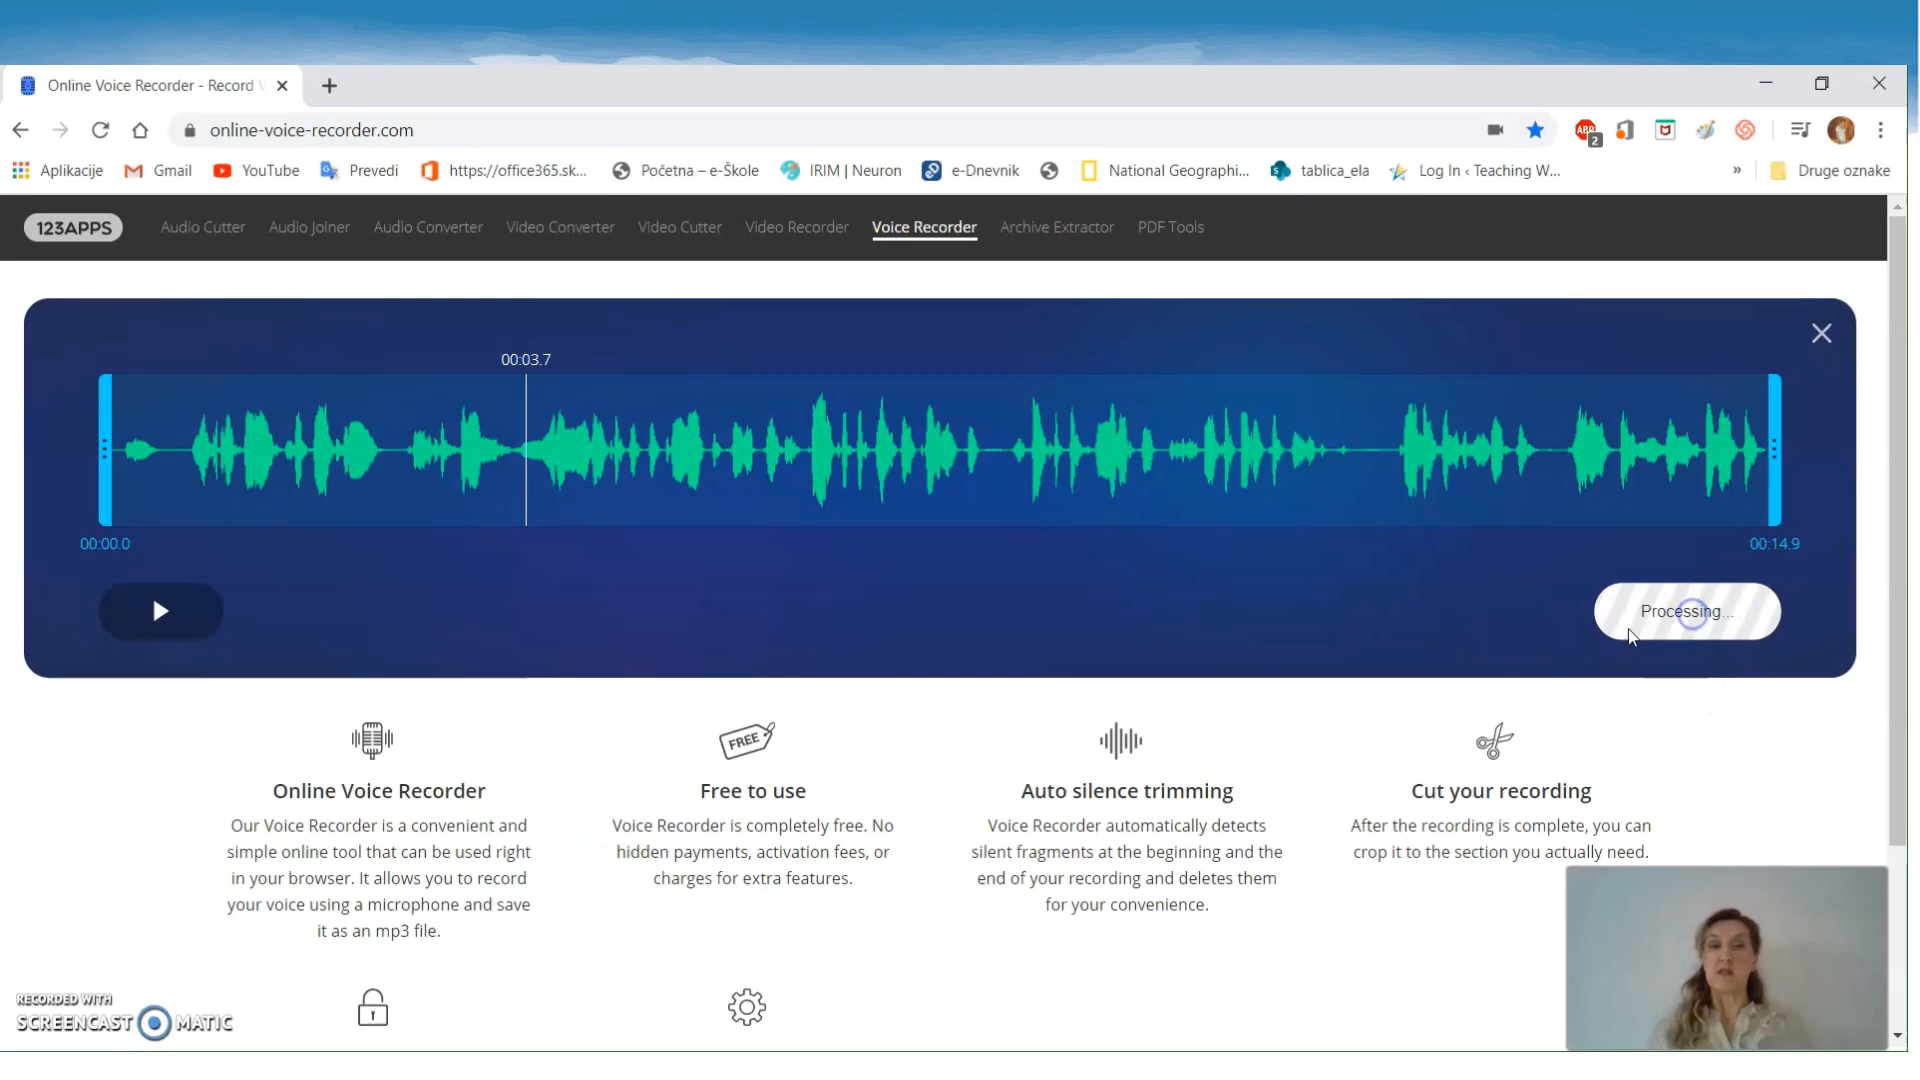 Online Voice Recorder - Record V
online-voice-recorder.com
ABP
2
Aplikacije
Gmail
YouTube
Prevedi
https://office365.sk...
Početna – e-Škole
IRIM | Neuron
e-Dnevnik
National Geographi...
tablica_ela
Log In ‹ Teaching W...
»
Druge oznake
123APPS
Audio Cutter
Audio Joiner
Audio Converter
Video Converter
Video Cutter
Video Recorder
Voice Recorder
Archive Extractor
PDF Tools
00:03.7
00:00.0
00:14.9
Processing...
FREE
Online Voice Recorder
Our Voice Recorder is a convenient and
simple online tool that can be used right
in your browser. It allows you to record
your voice using a microphone and save
it as an mp3 file.
Free to use
Voice Recorder is completely free. No
hidden payments, activation fees, or
charges for extra features.
Auto silence trimming
Voice Recorder automatically detects
silent fragments at the beginning and the
end of your recording and deletes them
for your convenience.
Cut your recording
After the recording is complete, you can
crop it to the section you actually need.
RECORDED WITH
SCREENCAST MATIC